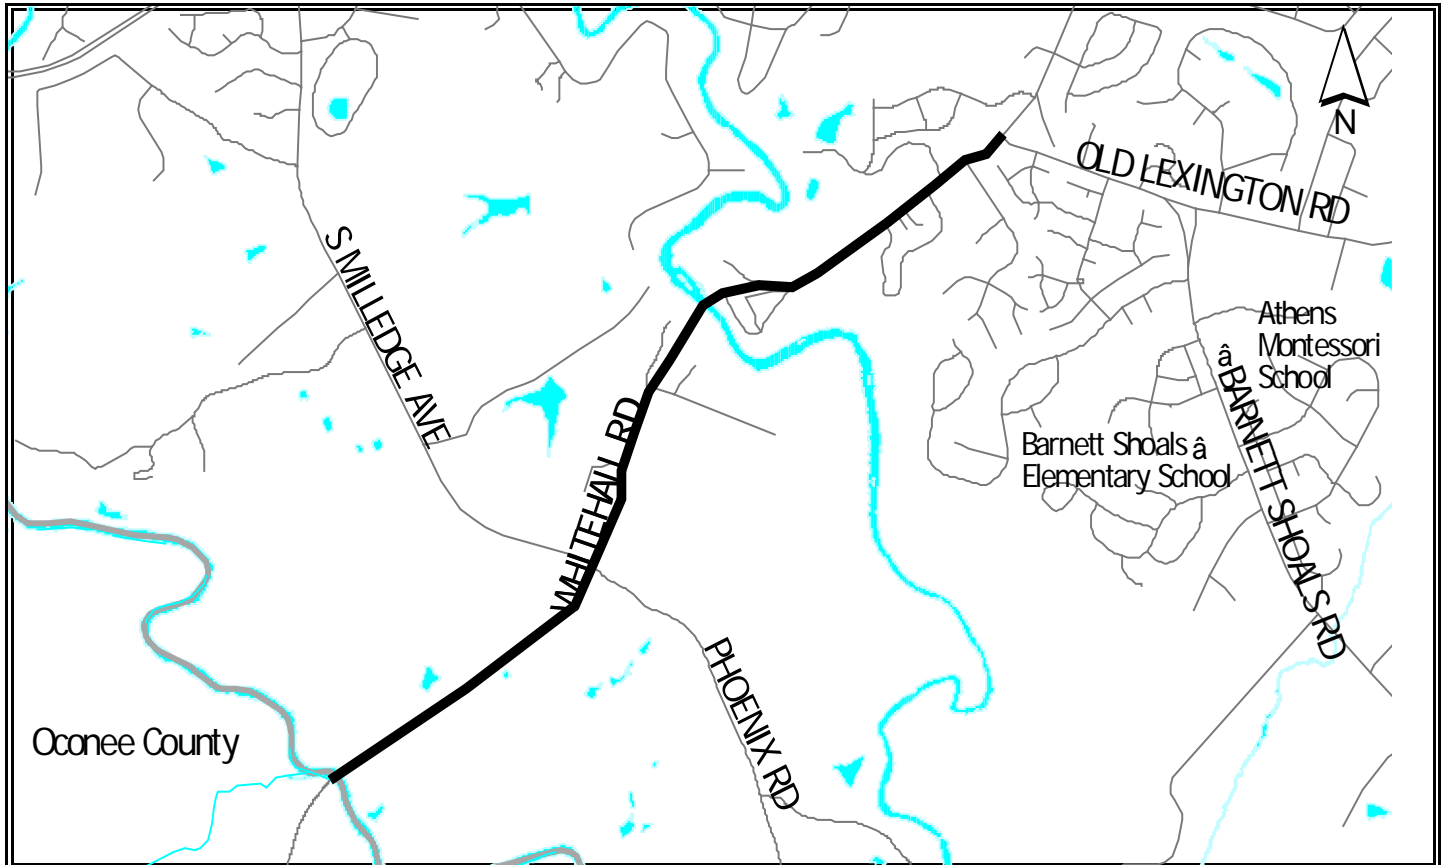 N
OLD LEXINGTON RD
S MILLEDGE AVE
Athens
Montessori
School
â
BARNETT SHOALS RD
WHITEHALL RD
Barnett Shoals â
Elementary School
PHOENIX RD
Oconee County